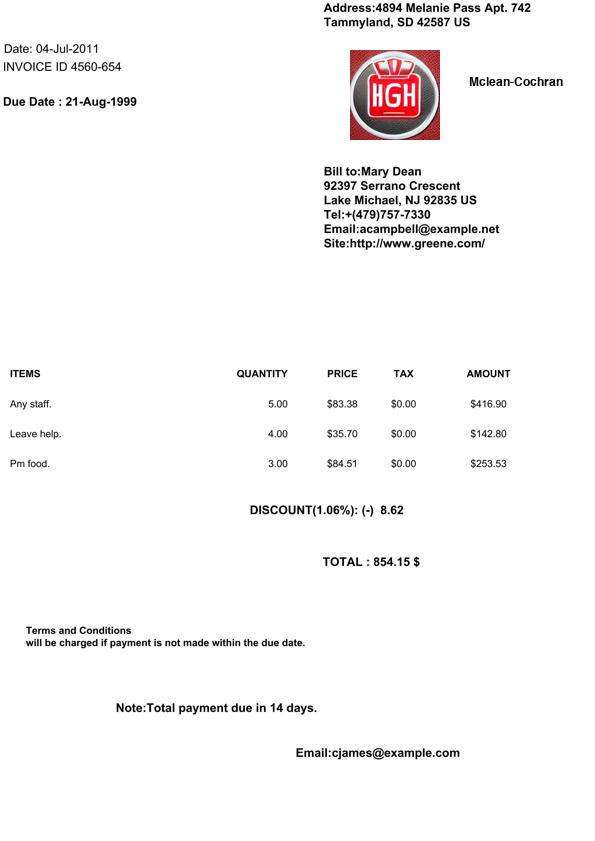 Address:4894 Melanie Pass Apt. 742
Tammyland, SD 42587 US
Date: 04-Jul-2011
INVOICE ID 4560-654
Due Date : 21-Aug-1999
HGH
Mclean-Cochran
Bill to:Mary Dean
92397 Serrano Crescent
Lake Michael, NJ 92835 US
Tel:+(479)757-7330
Email:acampbell@example.net
Site:http://www.greene.com/
ITEMS QUANTITY PRICE TAX AMOUNT
Any staff. 5.00 $83.38 $0.00 $416.90
Leave help. 4.00 $35.70 $0.00 $142.80
Pm food. 3.00 $84.51 $0.00 $253.53
DISCOUNT(1.06%): (-) 8.62
TOTAL : 854.15 $
Terms and Conditions
will be charged if payment is not made within the due date.
Note:Total payment due in 14 days.
Email:cjames@example.com